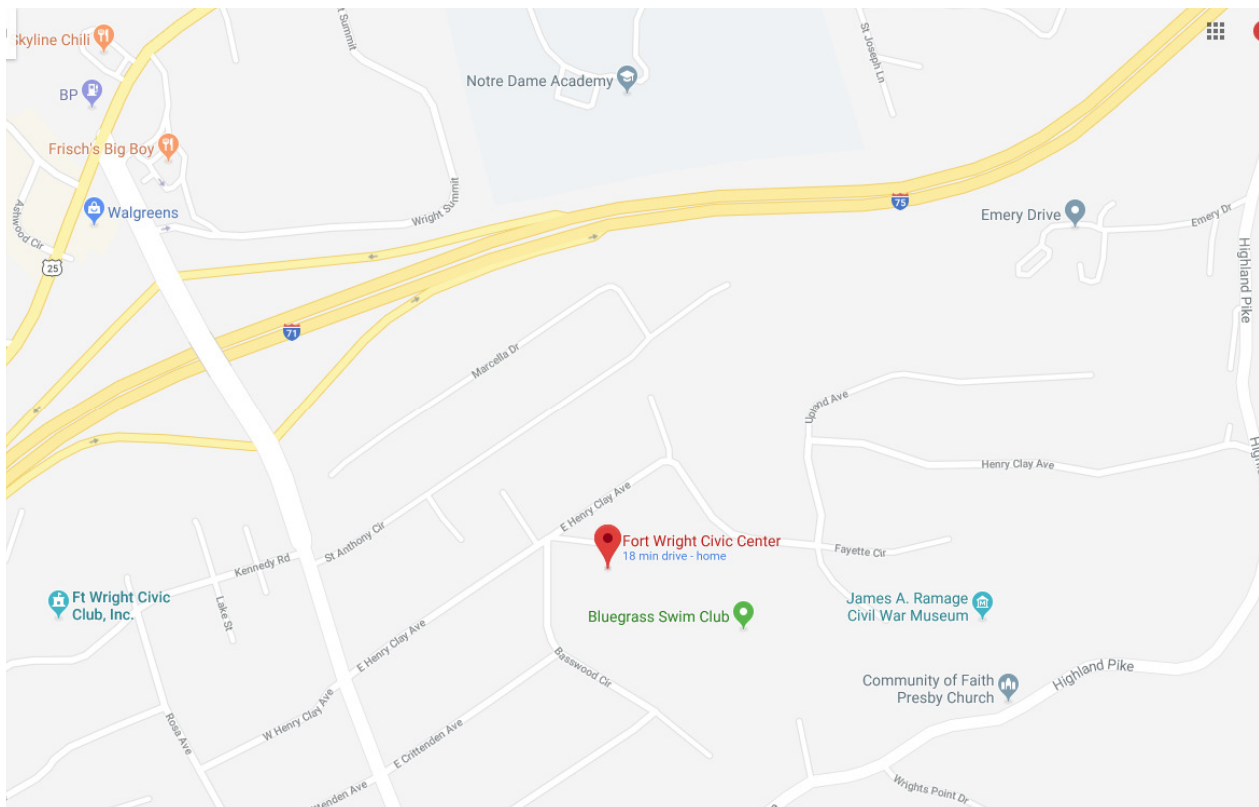 t Summit
St Joseph Ln
Skyline Chili
Notre Dame Academy
BP
Frisch's Big Boy
Ashwood Cir
Walgreens
Wright Summit
75
Emery Drive
Emery Dr
25
Highland Pike
71
Marcella Dr
Upland Ave
Highl
Henry Clay Ave
E Henry Clay Ave
St Anthony Cir
Fort Wright Civic Center
18 min drive - home
Fayette Cir
Kennedy Rd
Ft Wright Civic
Club, Inc.
Lake St
James A. Ramage
Civil War Museum
Bluegrass Swim Club
E Henry Clay Ave
Basswood Cir
Highland Pike
Community of Faith
Presby Church
W Henry Clay Ave
Rosa Ave
E Crittenden Ave
ittenden Ave
Wrights Point Dr